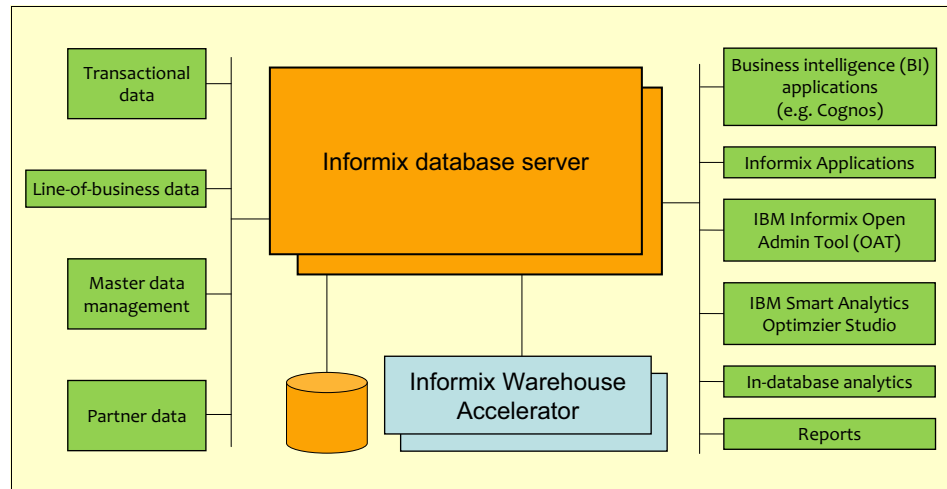 Transactional
data
Line-of-business data
Master data
management
Partner data
Informix database server
Informix Warehouse
Accelerator
Business intelligence (BI)
applications
(e.g. Cognos)
Informix Applications
IBM Informix Open
Admin Tool (OAT)
IBM Smart Analytics
Optimzier Studio
In-database analytics
Reports